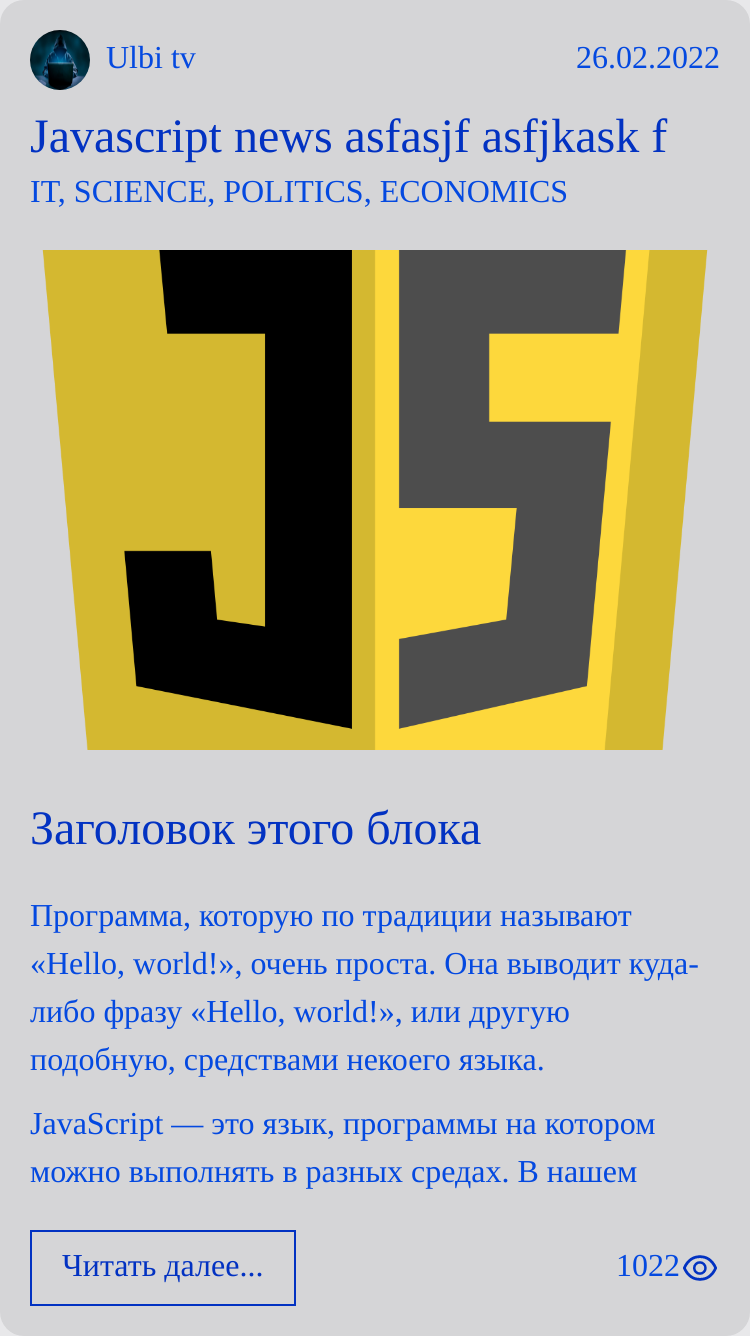 Ulbi tv
26.02.2022
Javascript news asfasjf asfjkask f
IT, SCIENCE, POLITICS, ECONOMICS
JS
Заголовок этого блока
Программа, которую по традиции называют
«Hello, world!», очень проста. Она выводит куда-
либо фразу «Hello, world!», или другую
подобную, средствами некоего языка.
JavaScript — это язык, программы на котором
можно выполнять в разных средах. В нашем
Читать далее...
1022